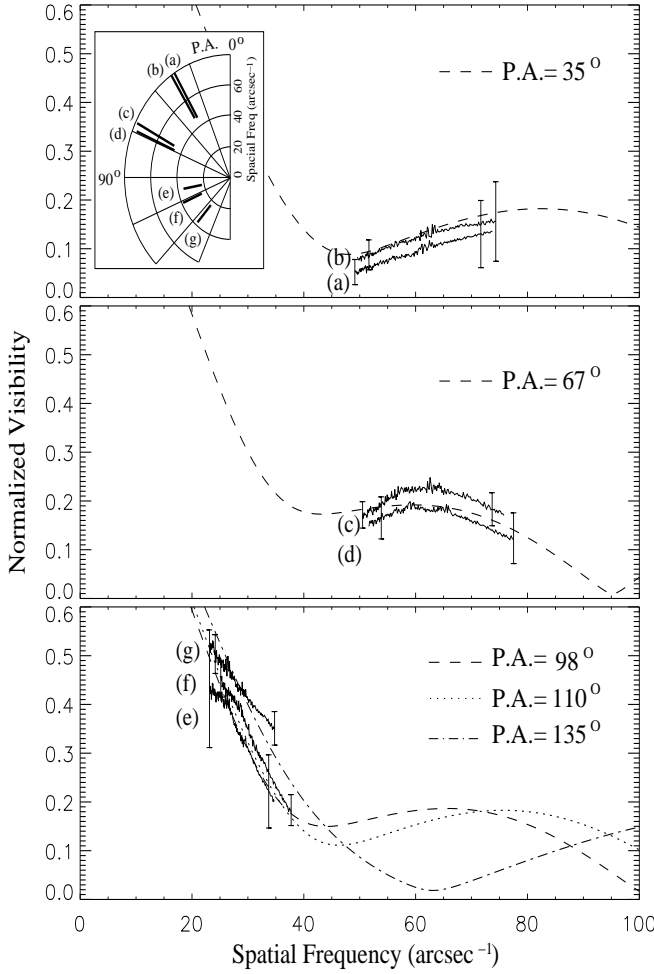 0.6
0.5
0.4
0.3
0.2
0.1
0.0
P.A. 0°
(a)
(b)
(c)
(d)
90°
(e)
(f)
(g)
0
20
40
60
80
Spacial Freq (arcsec⁻¹)
P.A.= 35 °
(b)
(a)
0.6
0.5
0.4
0.3
0.2
0.1
0.0
P.A.= 67 °
(c)
(d)
Normalized Visibility
0.6
0.5
0.4
0.3
0.2
0.1
0.0
P.A.= 98 °
P.A.= 110 °
P.A.= 135 °
(g)
(f)
(e)
0 20 40 60 80 100
Spatial Frequency (arcsec ⁻¹)